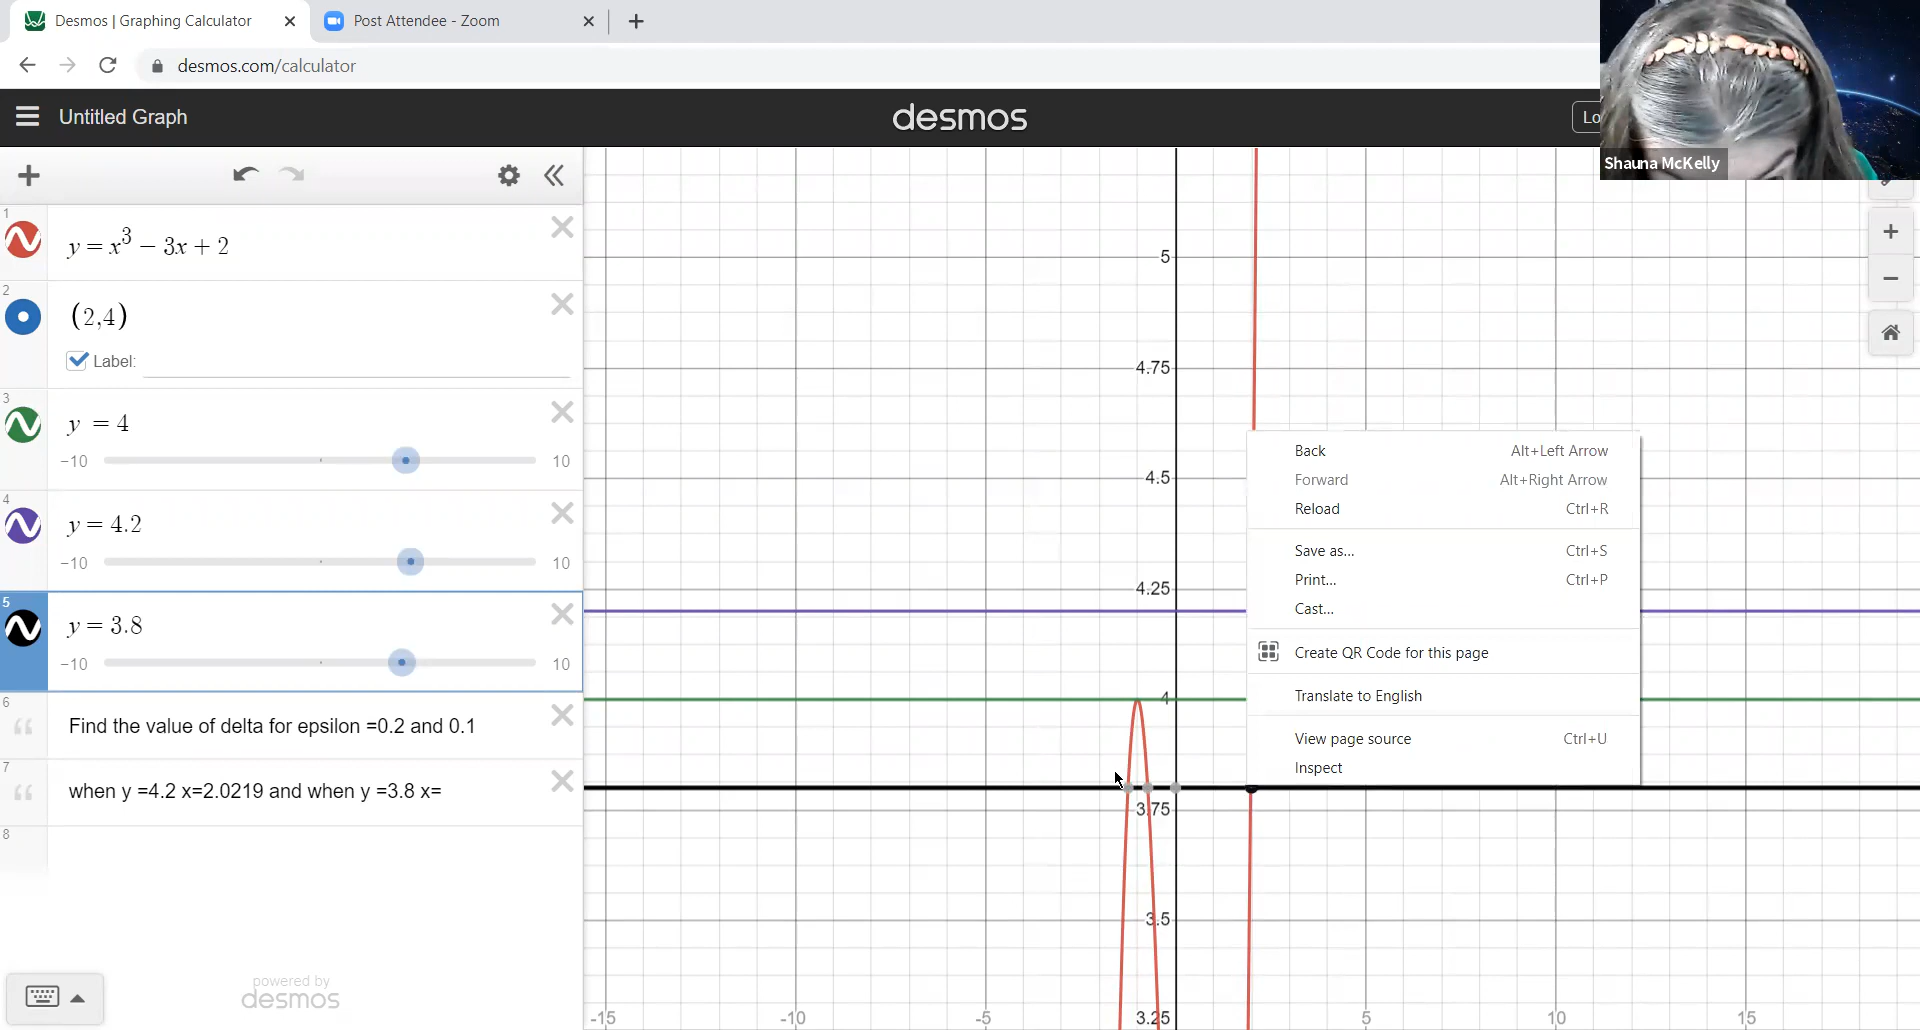 Desmos | Graphing Calculator
Post Attendee - Zoom
desmos.com/calculator
Untitled Graph
desmos
Lo
Shauna McKelly
1
y = x³ − 3x + 2
2
(2,4)
Label:
3
y = 4
−10
10
4
y = 4.2
−10
10
5
y = 3.8
−10
10
6
Find the value of delta for epsilon =0.2 and 0.1
7
when y =4.2 x=2.0219 and when y =3.8 x=
8
powered by
desmos
5
4.75
4.5
4.25
4
3.75
3.5
3.25
-15
-10
-5
5
10
15
Back Alt+Left Arrow
Forward Alt+Right Arrow
Reload Ctrl+R
Save as... Ctrl+S
Print... Ctrl+P
Cast...
Create QR Code for this page
Translate to English
View page source Ctrl+U
Inspect